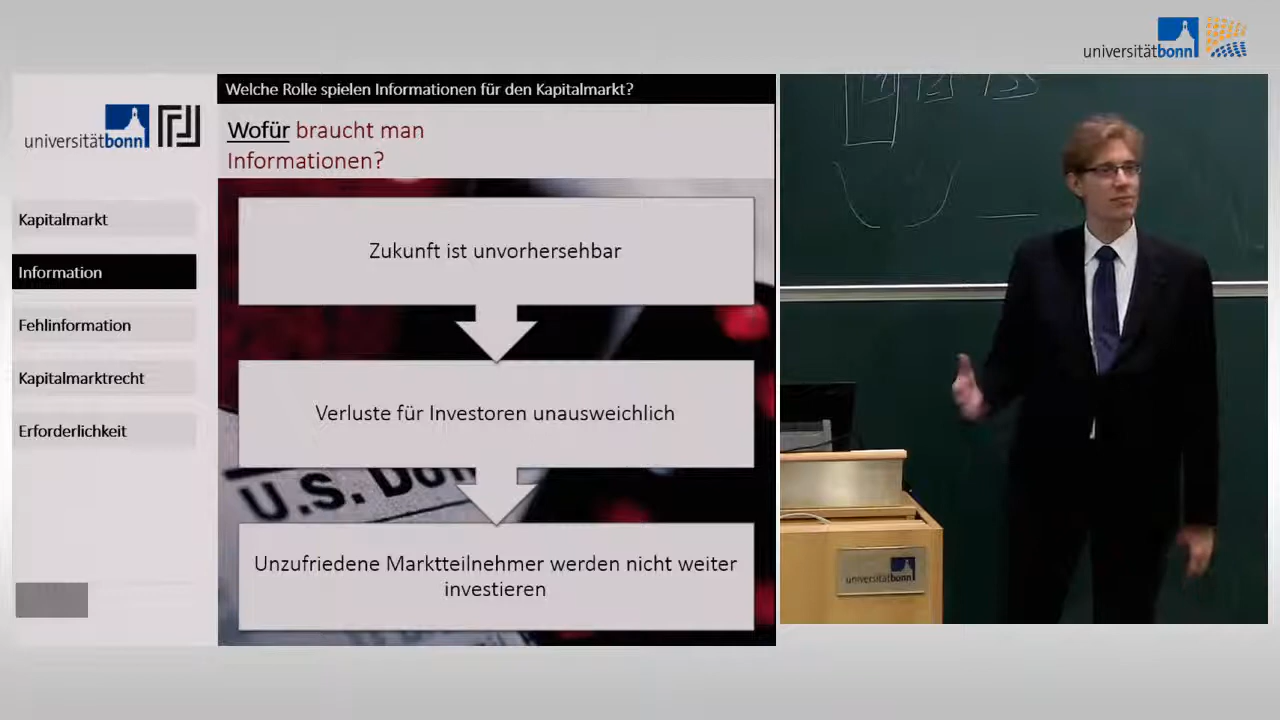 universitätbonn
Welche Rolle spielen Informationen für den Kapitalmarkt?
universitätbonn
Wofür braucht man
Informationen?
Kapitalmarkt
Information
Fehlinformation
Kapitalmarktrecht
Erforderlichkeit
Zukunft ist unvorhersehbar
Verluste für Investoren unausweichlich
U.S. Do
Unzufriedene Marktteilnehmer werden nicht weiter
investieren
universitätbonn